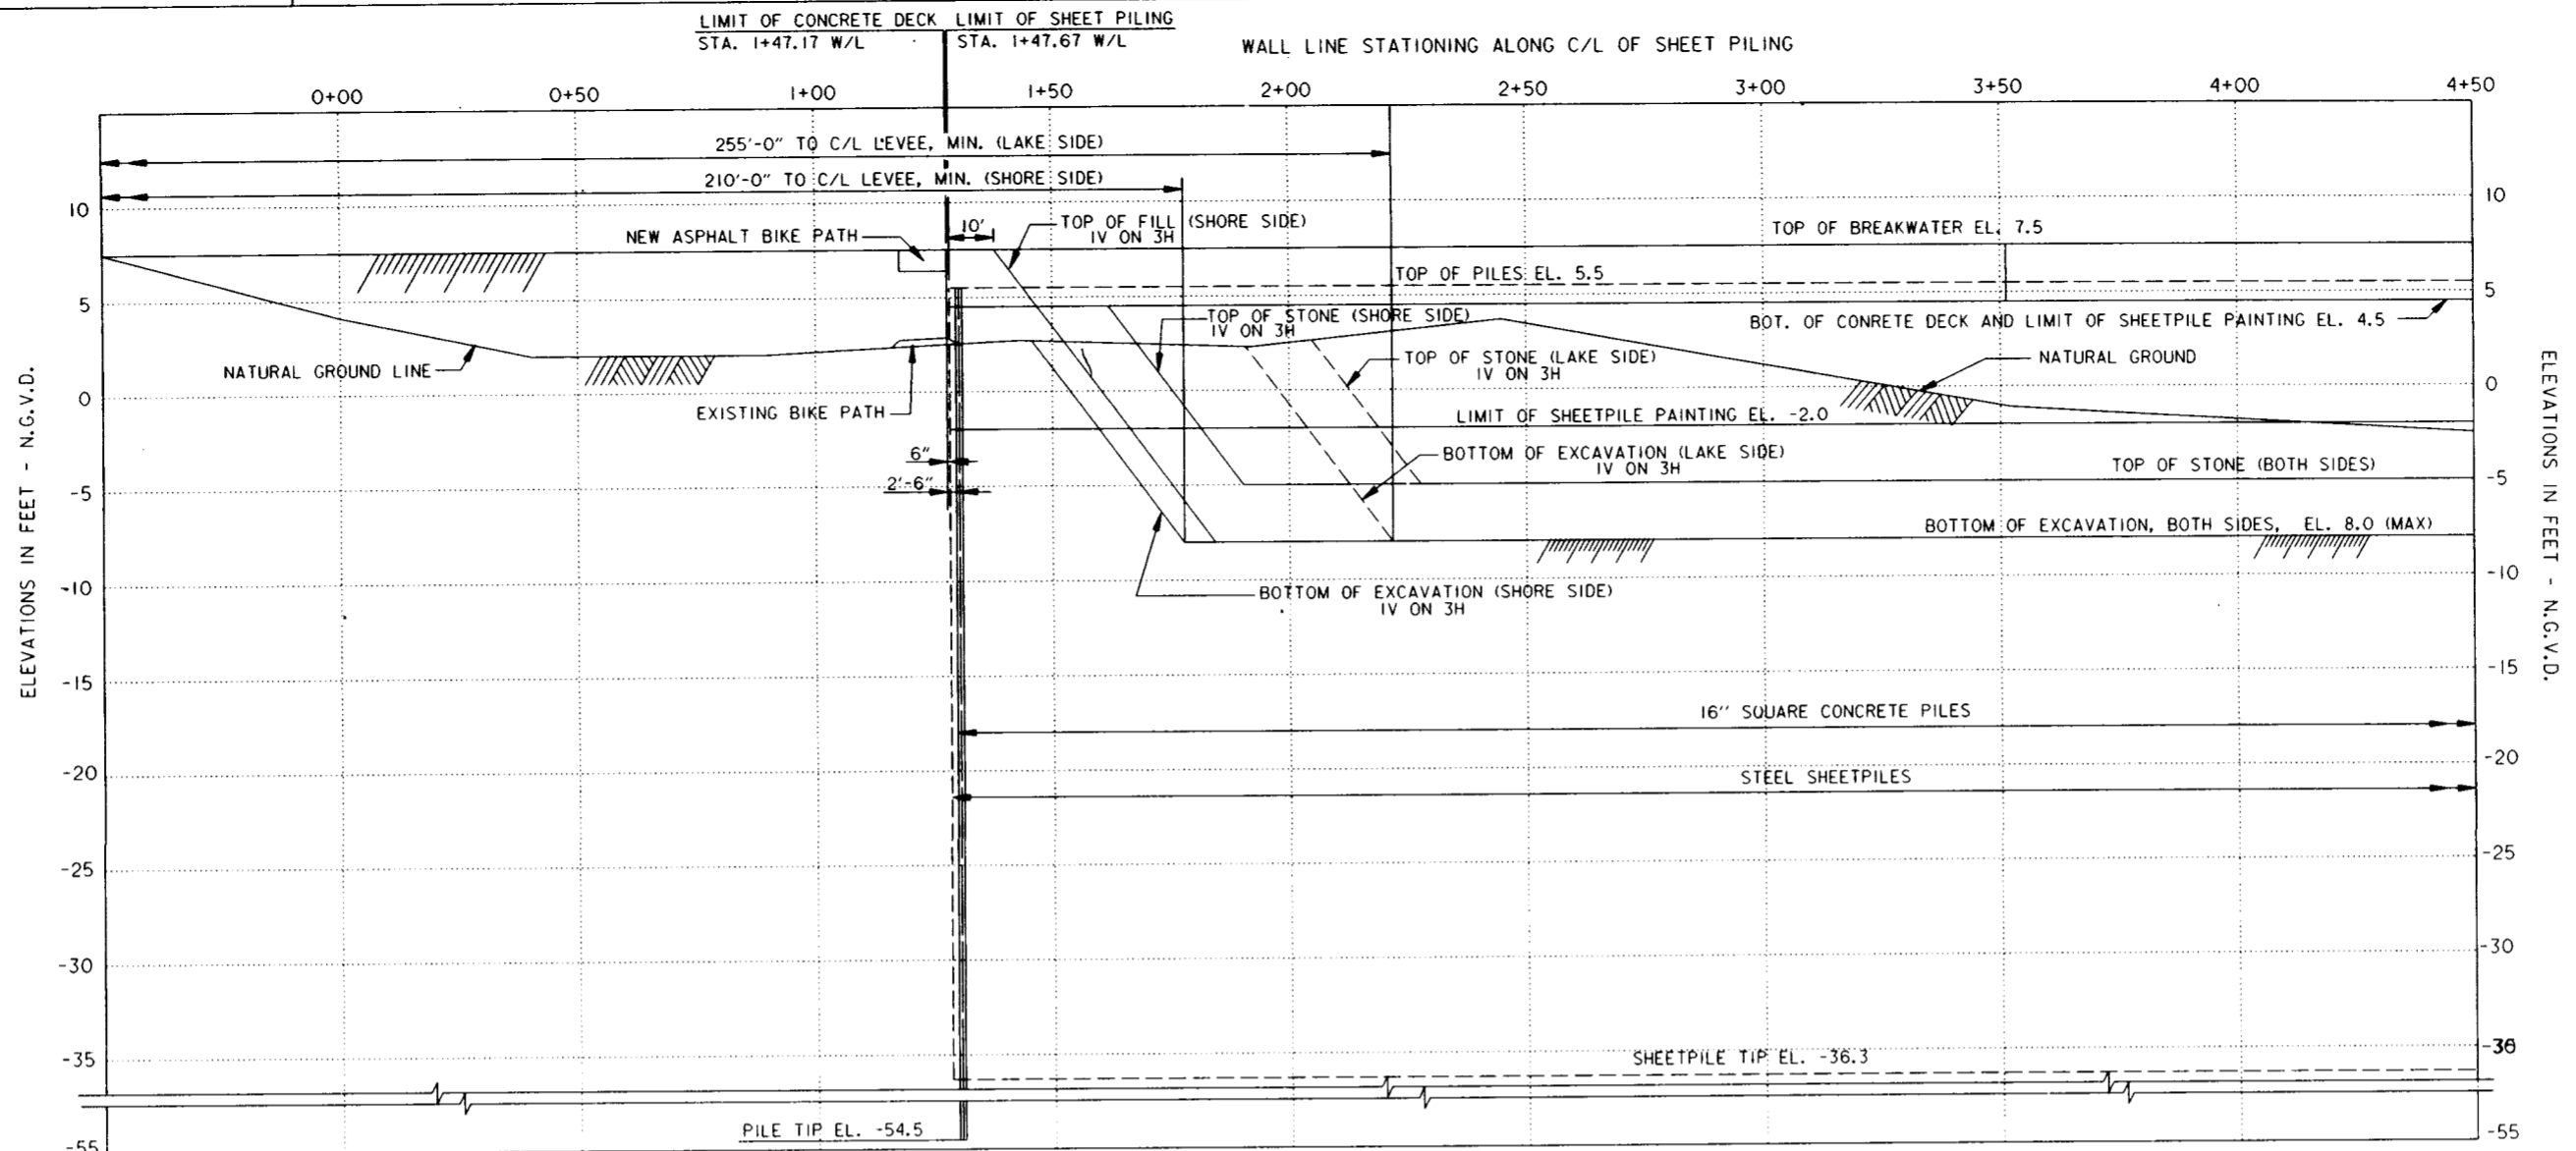 LIMIT OF CONCRETE DECK LIMIT OF SHEET PILING
STA. 1+47.17 W/L STA. 1+47.67 W/L
WALL LINE STATIONING ALONG C/L OF SHEET PILING
0+00 0+50 1+00 1+50 2+00 2+50 3+00 3+50 4+00 4+50
255'-0" TO C/L LEVEE, MIN. (LAKE SIDE)
210'-0" TO C/L LEVEE, MIN. (SHORE SIDE)
10 10
10'
TOP OF FILL (SHORE SIDE)
1V ON 3H
NEW ASPHALT BIKE PATH
TOP OF BREAKWATER EL. 7.5
TOP OF PILES EL. 5.5
5 5
TOP OF STONE (SHORE SIDE)
1V ON 3H
BOT. OF CONRETE DECK AND LIMIT OF SHEETPILE PAINTING EL. 4.5
NATURAL GROUND LINE
TOP OF STONE (LAKE SIDE)
1V ON 3H
NATURAL GROUND
0 0
EXISTING BIKE PATH
LIMIT OF SHEETPILE PAINTING EL. -2.0
6"
BOTTOM OF EXCAVATION (LAKE SIDE)
1V ON 3H
TOP OF STONE (BOTH SIDES)
2'-6"
-5 -5
BOTTOM OF EXCAVATION, BOTH SIDES, EL. 8.0 (MAX)
ELEVATIONS IN FEET - N.G.V.D.
ELEVATIONS IN FEET - N.G.V.D.
-10 -10
BOTTOM OF EXCAVATION (SHORE SIDE)
1V ON 3H
-15 -15
16" SQUARE CONCRETE PILES
-20 -20
STEEL SHEETPILES
-25 -25
-30 -30
-35
SHEETPILE TIP EL. -36.3
PILE TIP EL. -54.5
-55 -55